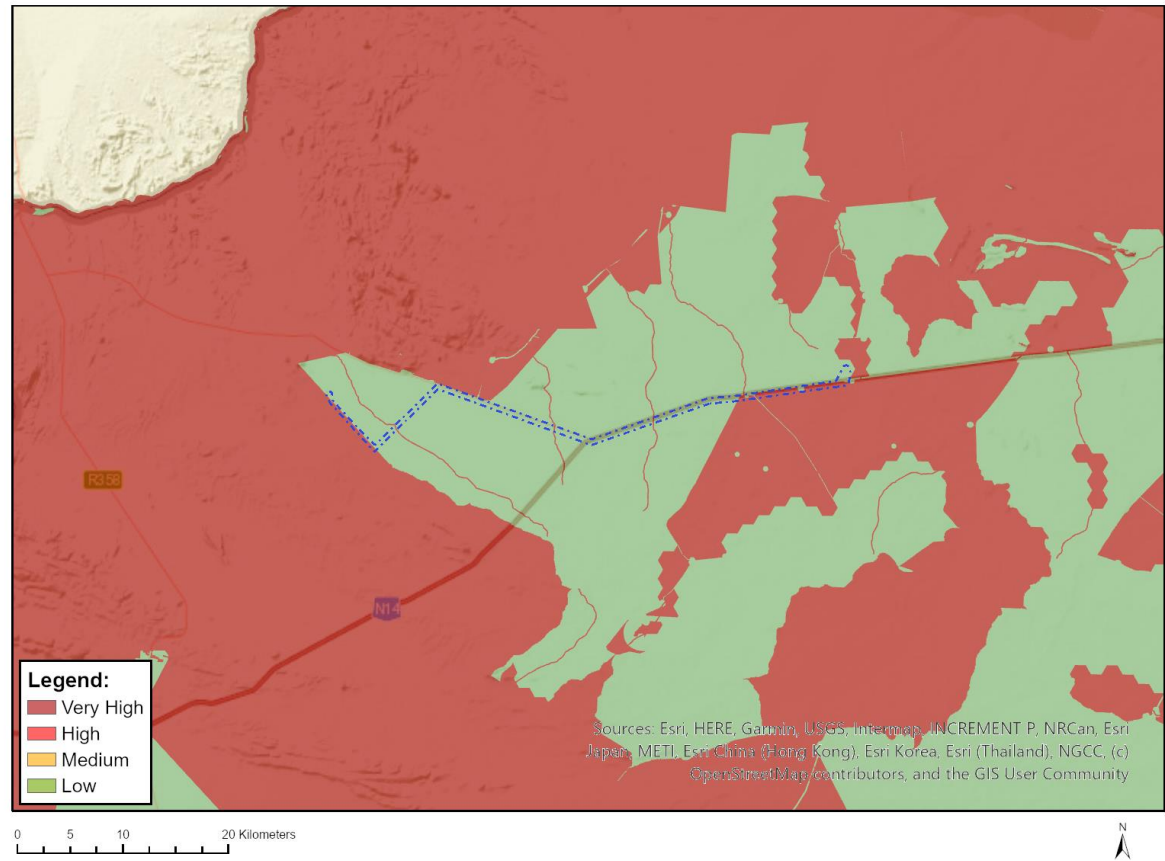 R358
N14
Legend:
Very High
High
Medium
Low
Sources: Esri, HERE, Garmin, USGS, Intermap, INCREMENT P, NRCan, Esri
Japan, METI, Esri China (Hong Kong), Esri Korea, Esri (Thailand), NGCC, (c)
OpenStreetMap contributors, and the GIS User Community
0 5 10 20 Kilometers
N